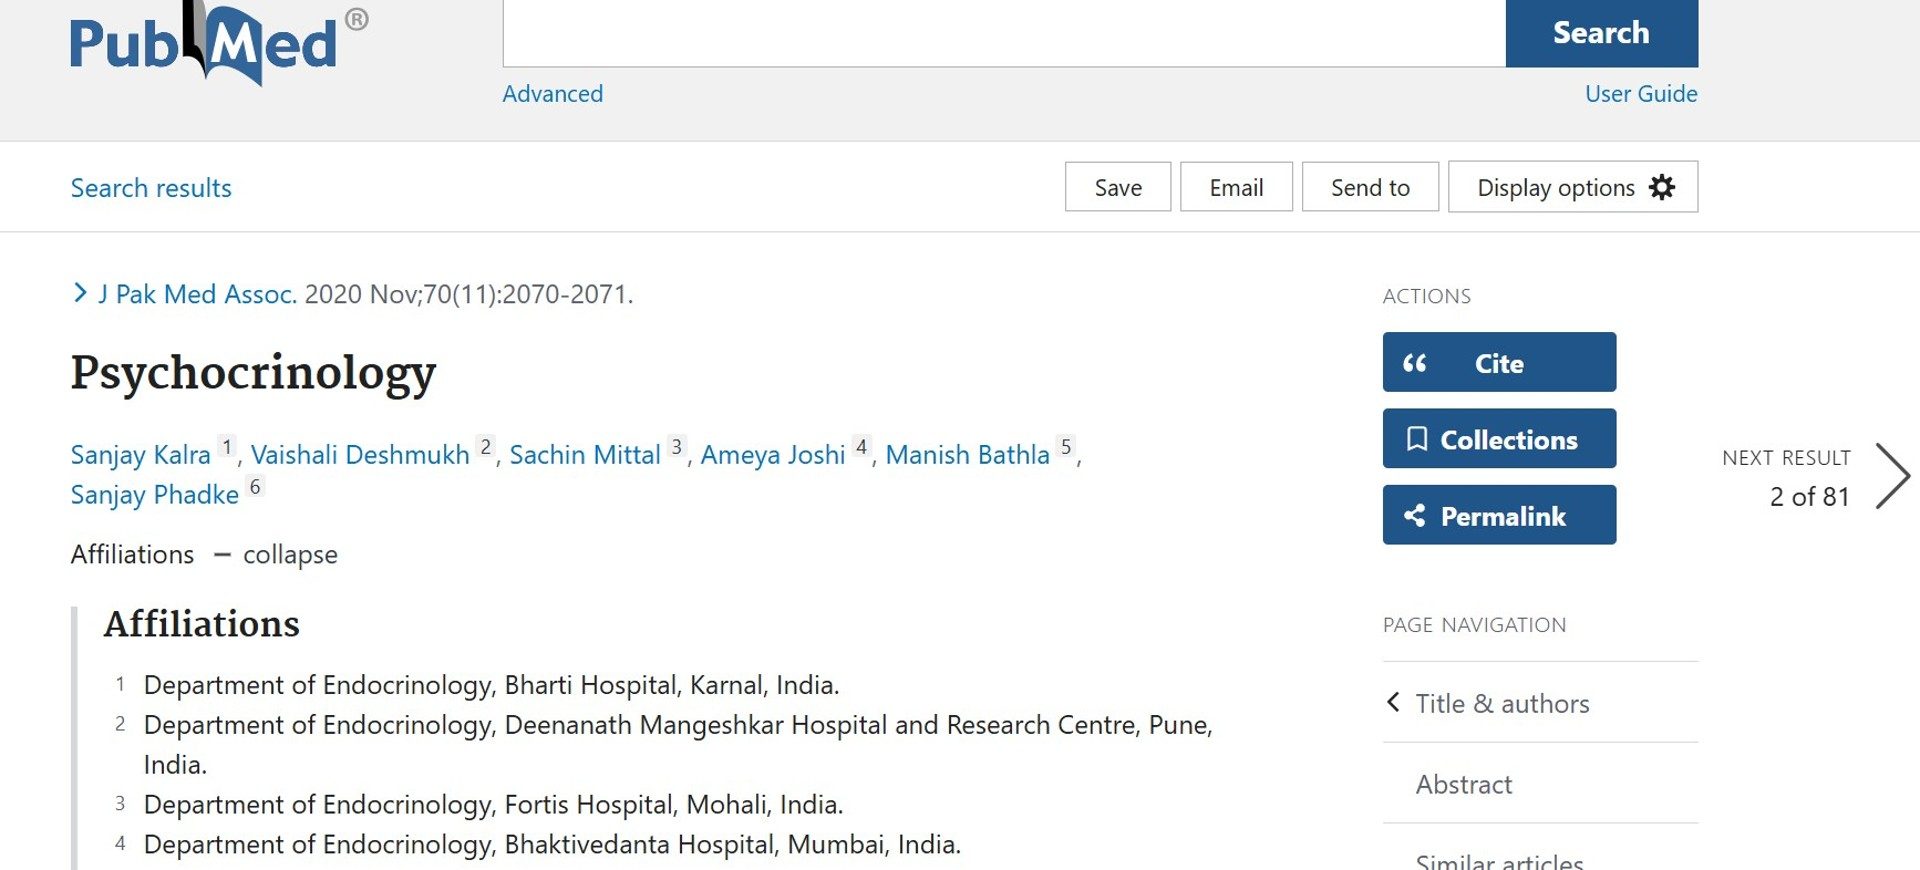 PubMed®
Search
Advanced
User Guide
Search results
Save
Email
Send to
Display options
J Pak Med Assoc. 2020 Nov;70(11):2070-2071.
Psychocrinology
Sanjay Kalra 1, Vaishali Deshmukh 2, Sachin Mittal 3, Ameya Joshi 4, Manish Bathla 5,
Sanjay Phadke 6
Affiliations – collapse
Affiliations
1 Department of Endocrinology, Bharti Hospital, Karnal, India.
2 Department of Endocrinology, Deenanath Mangeshkar Hospital and Research Centre, Pune,
India.
3 Department of Endocrinology, Fortis Hospital, Mohali, India.
4 Department of Endocrinology, Bhaktivedanta Hospital, Mumbai, India.
ACTIONS
Cite
Collections
Permalink
NEXT RESULT
2 of 81
PAGE NAVIGATION
Title & authors
Abstract
Similar articles